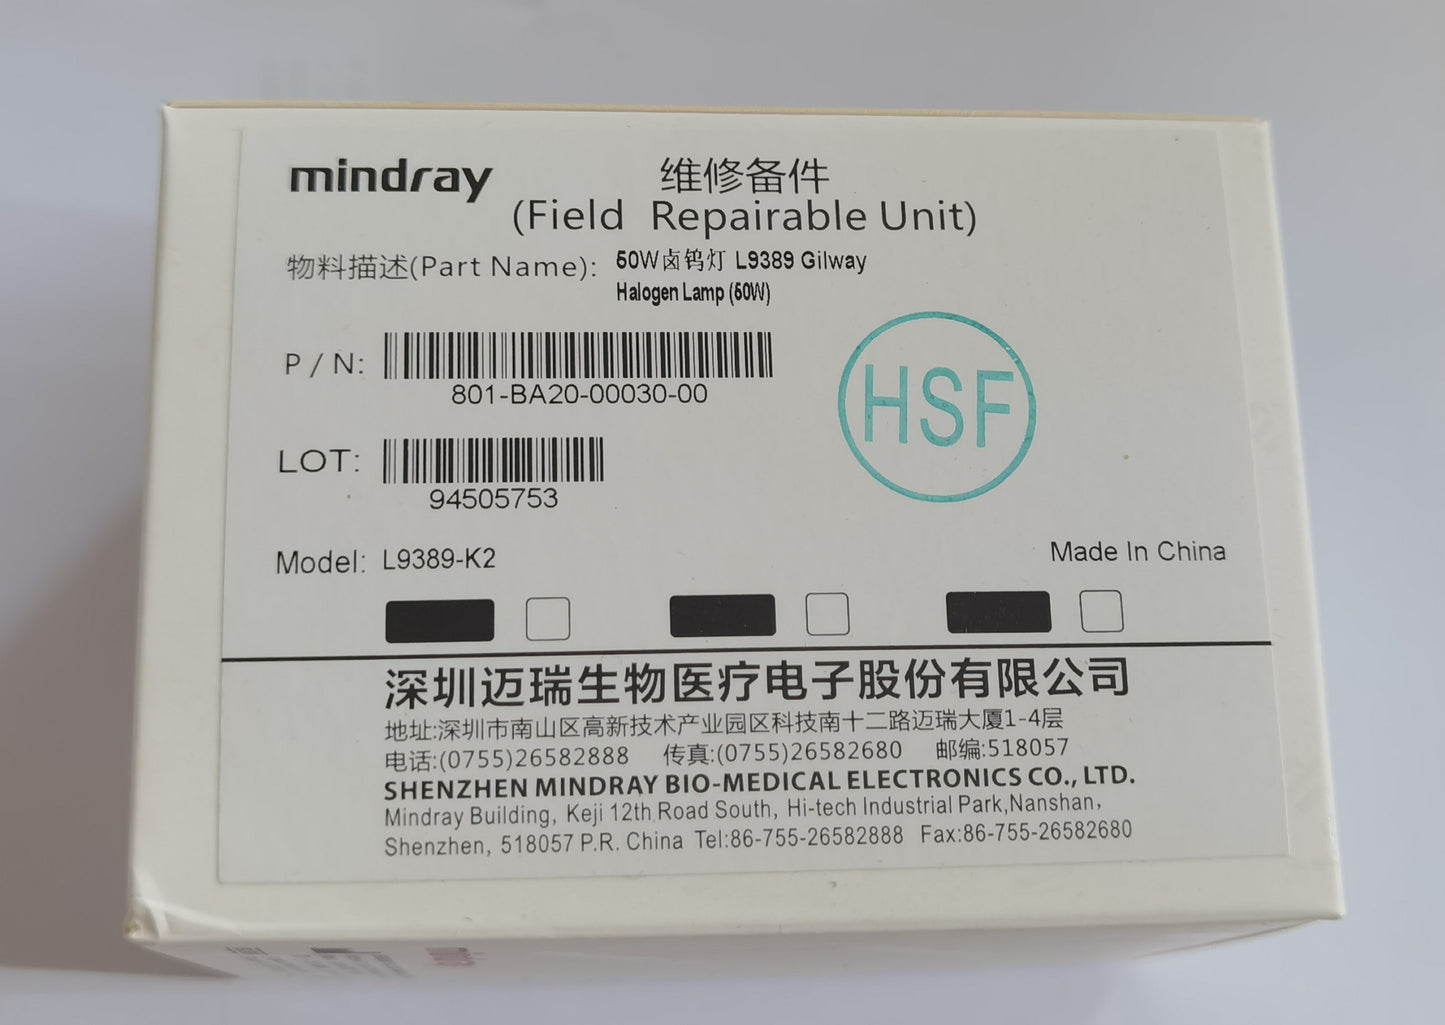 mindray
维修备件
(Field Repairable Unit)
物料描述(Part Name): 50W卤钨灯 L9389 Gilway
Halogen Lamp (50W)
P / N:
801-BA20-00030-00
HSF
LOT:
94505753
Model: L9389-K2
Made In China
深圳迈瑞生物医疗电子股份有限公司
地址:深圳市南山区高新技术产业园区科技南十二路迈瑞大厦1-4层
电话:(0755)26582888 传真:(0755)26582680 邮编:518057
SHENZHEN MINDRAY BIO-MEDICAL ELECTRONICS CO., LTD.
Mindray Building, Keji 12th Road South, Hi-tech Industrial Park,Nanshan,
Shenzhen, 518057 P.R. China Tel:86-755-26582888 Fax:86-755-26582680